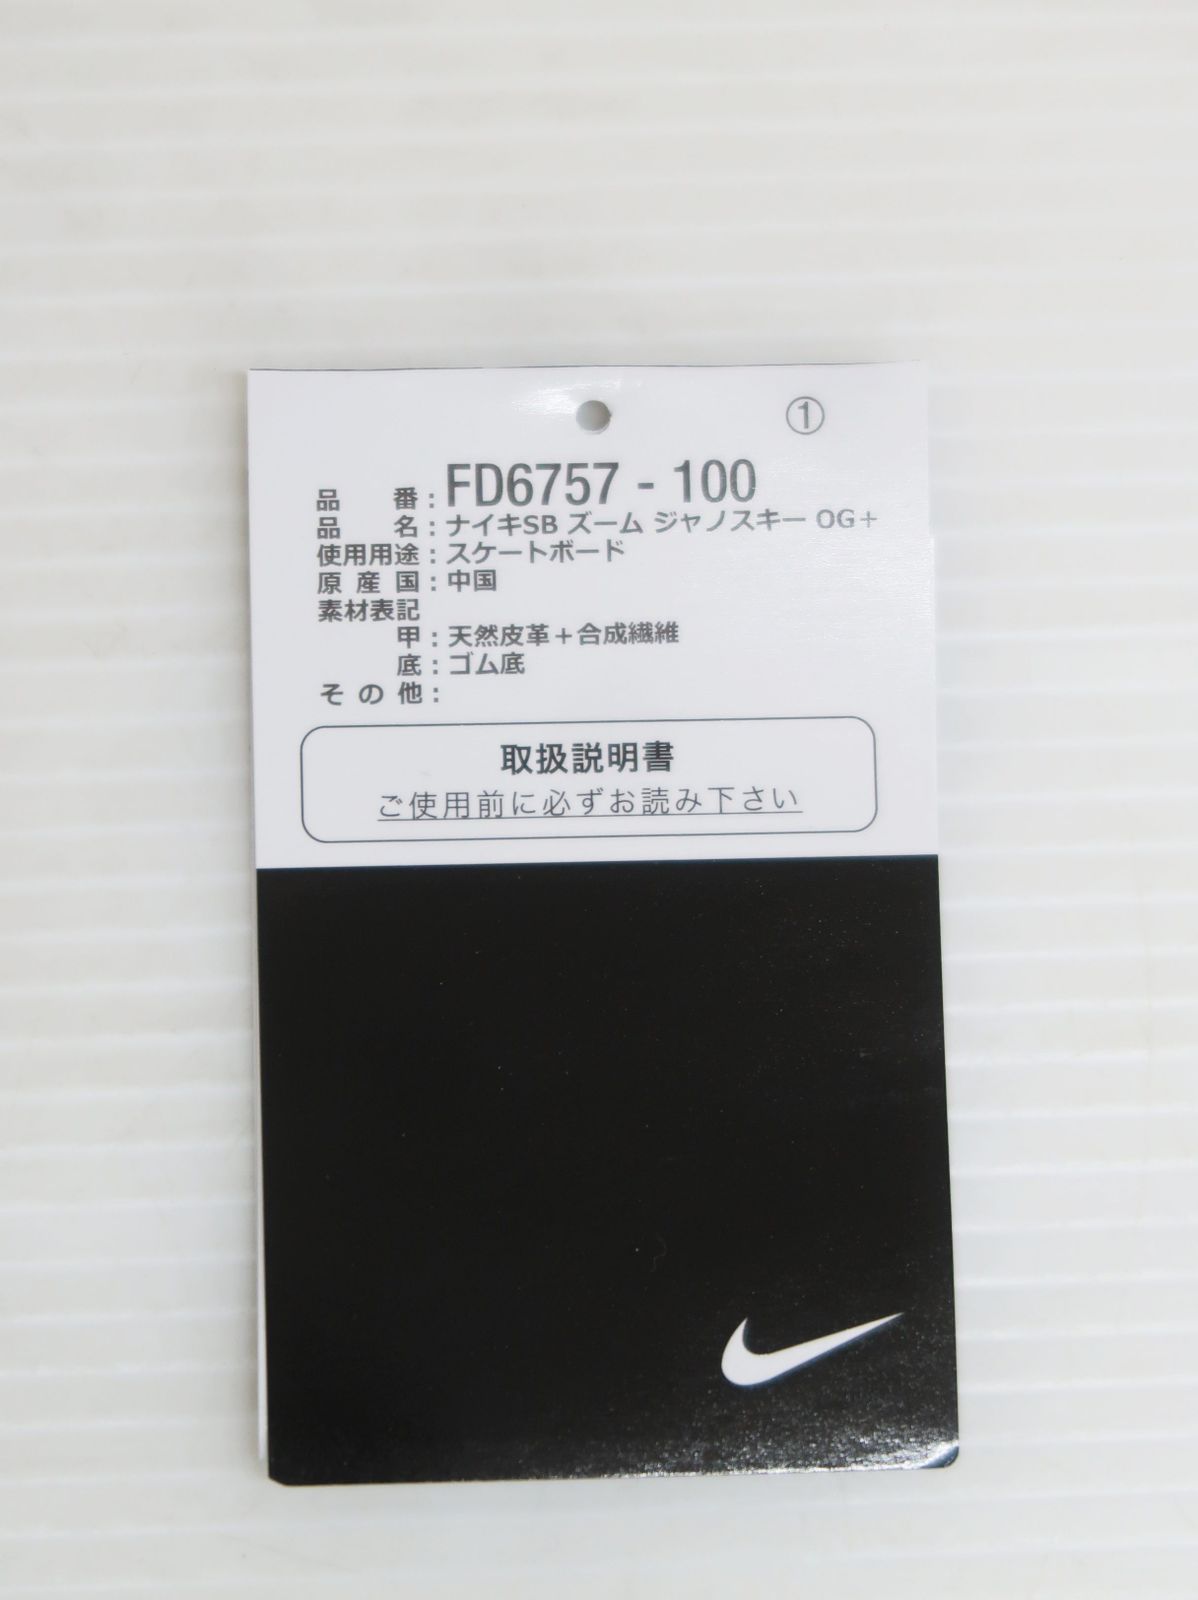 ①
品番：FD6757 - 100
品名：ナイキSB ズーム ジャノスキー OG+
使用用途：スケートボード
原産国：中国
素材表記
甲：天然皮革＋合成繊維
底：ゴム底
その他：
取扱説明書
ご使用前に必ずお読み下さい